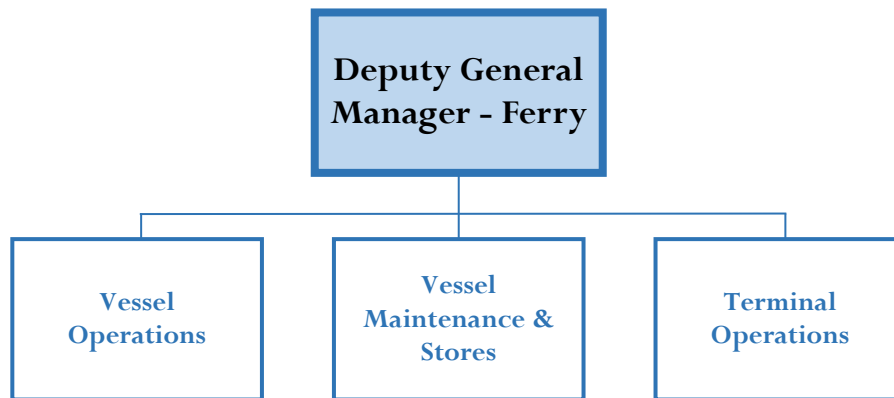 Deputy General
Manager - Ferry
Vessel
Operations
Vessel
Maintenance &
Stores
Terminal
Operations